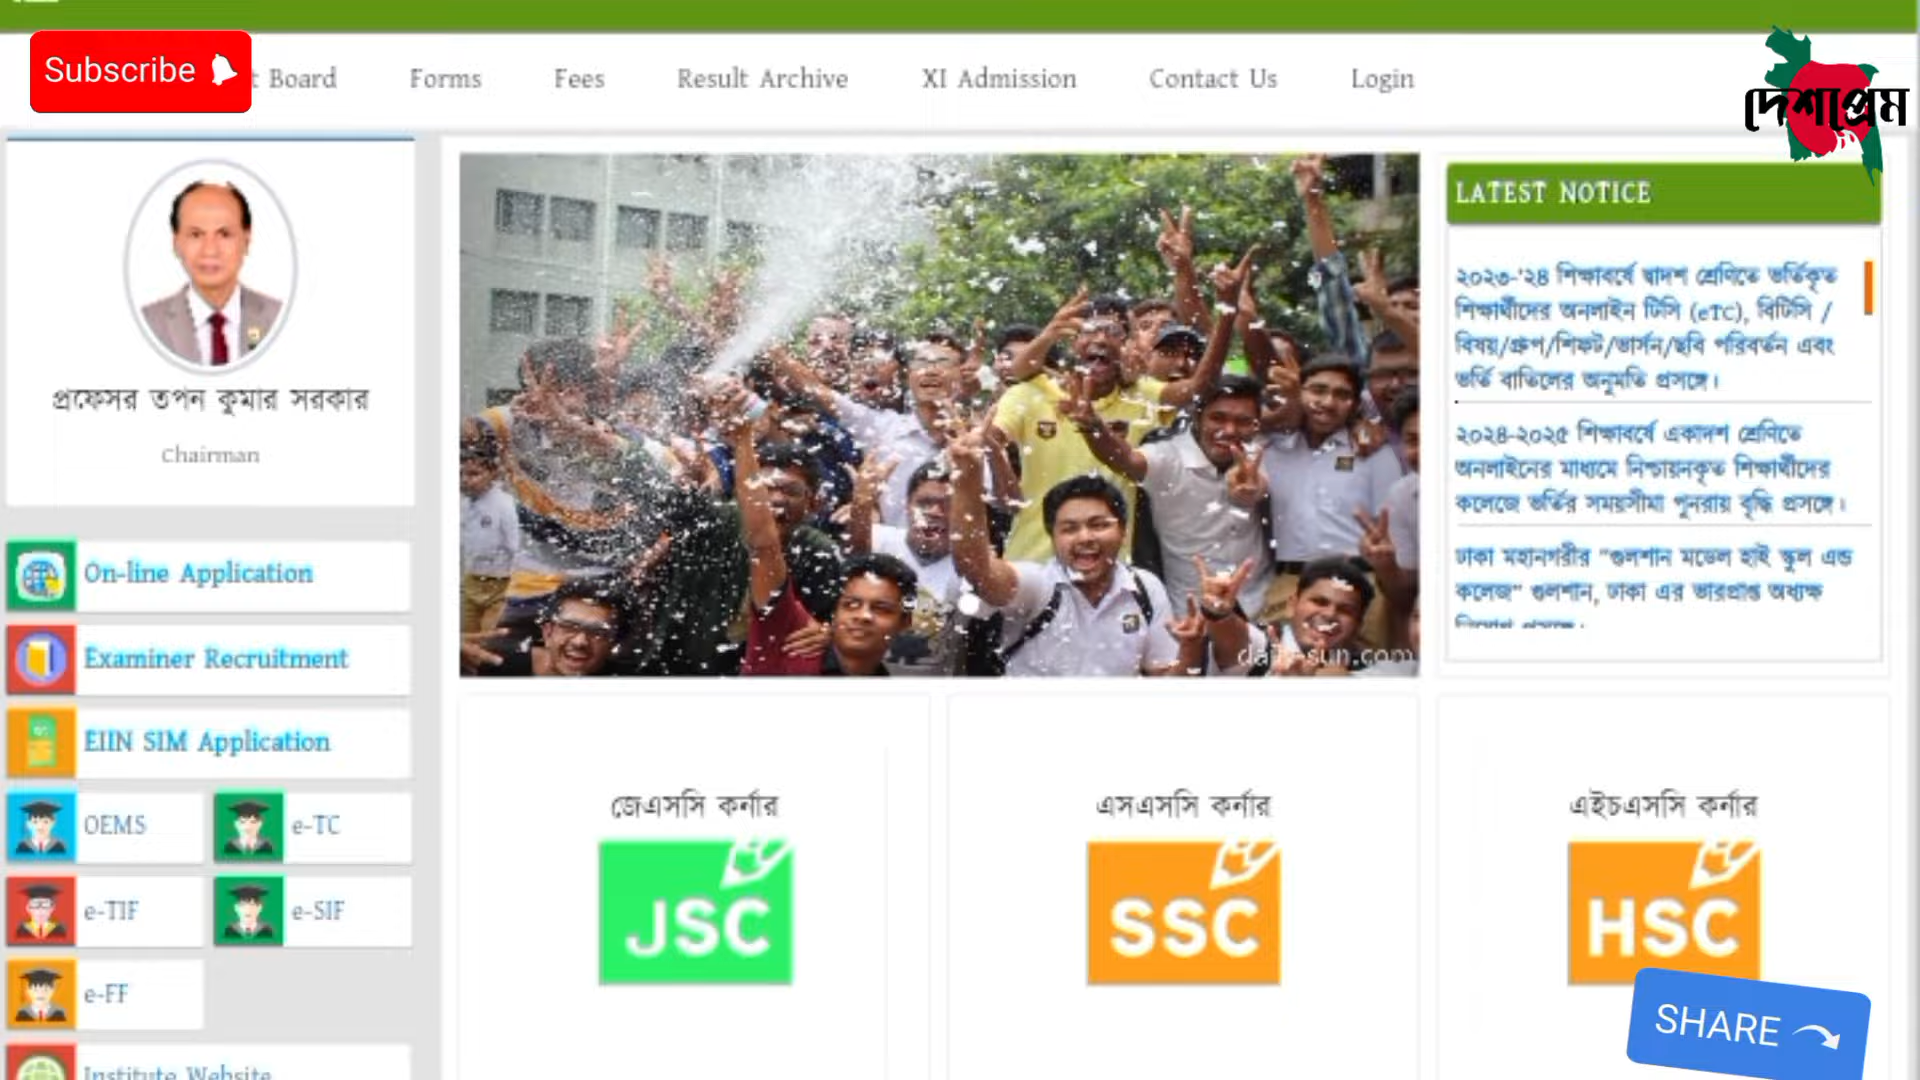 Subscribe
t Board
Forms
Fees
Result Archive
XI Admission
Contact Us
Login
দেশপ্রেম
প্রফেসর তপন কুমার সরকার
Chairman
On-line Application
Examiner Recruitment
EIIN SIM Application
OEMS
e-TC
e-TIF
e-SIF
e-FF
Institute Website
daily-sun.com
LATEST NOTICE
২০২৩-'২৪ শিক্ষাবর্ষে দ্বাদশ শ্রেণিতে ভর্তিকৃত
শিক্ষার্থীদের অনলাইন টিসি (eTC), বিটিসি /
বিষয়/গ্রুপ/শিফট/ভার্সন/ছবি পরিবর্তন এবং
ভর্তি বাতিলের অনুমতি প্রসঙ্গে।
২০২৪-২০২৫ শিক্ষাবর্ষে একাদশ শ্রেণিতে
অনলাইনের মাধ্যমে নিশ্চায়নকৃত শিক্ষার্থীদের
কলেজে ভর্তির সময়সীমা পুনরায় বৃদ্ধি প্রসঙ্গে।
ঢাকা মহানগরীর "গুলশান মডেল হাই স্কুল এন্ড
কলেজ" গুলশান, ঢাকা এর ভারপ্রাপ্ত অধ্যক্ষ
জেএসসি কর্নার
JSC
এসএসসি কর্নার
SSC
এইচএসসি কর্নার
HSC
SHARE